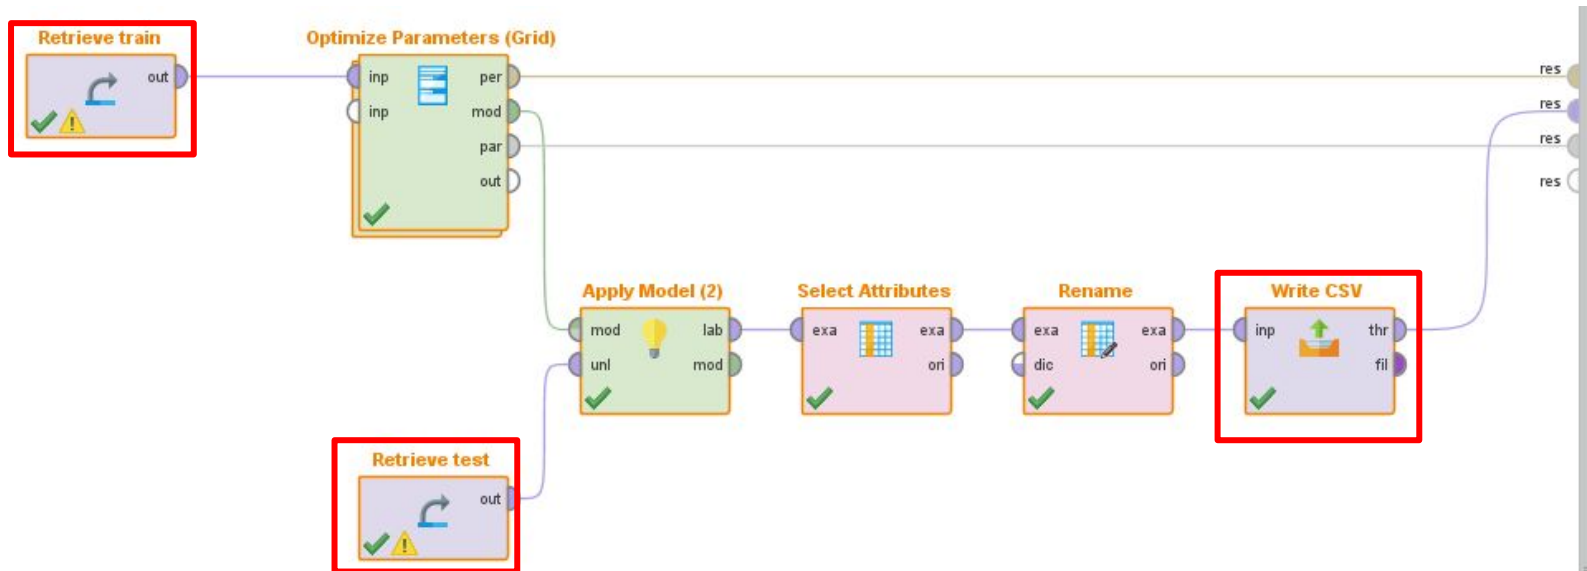 Retrieve train
out
Optimize Parameters (Grid)
inp per
inp mod
par
out
res
res
res
res
Apply Model (2)
mod lab
unl mod
Select Attributes
exa exa
ori
Rename
exa exa
dic ori
Write CSV
inp thr
fil
Retrieve test
out